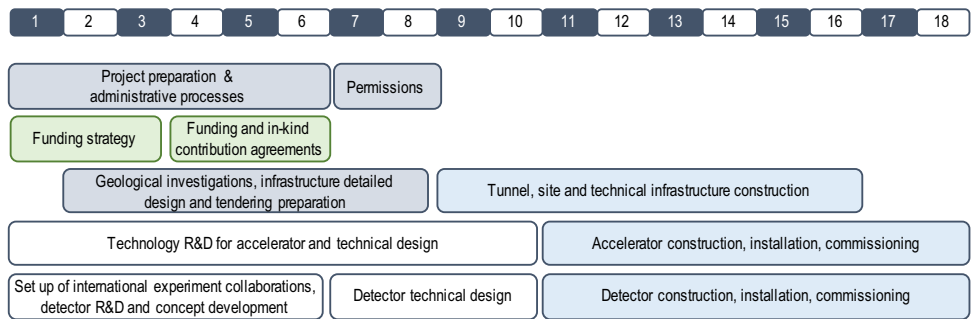 1 2 3 4 5 6 7 8 9 10 11 12 13 14 15 16 17 18
Project preparation &
administrative processes
Permissions
Funding strategy
Funding and in-kind
contribution agreements
Geological investigations, infrastructure detailed
design and tendering preparation
Tunnel, site and technical infrastructure construction
Technology R&D for accelerator and technical design
Accelerator construction, installation, commissioning
Set up of international experiment collaborations,
detector R&D and concept development
Detector technical design
Detector construction, installation, commissioning